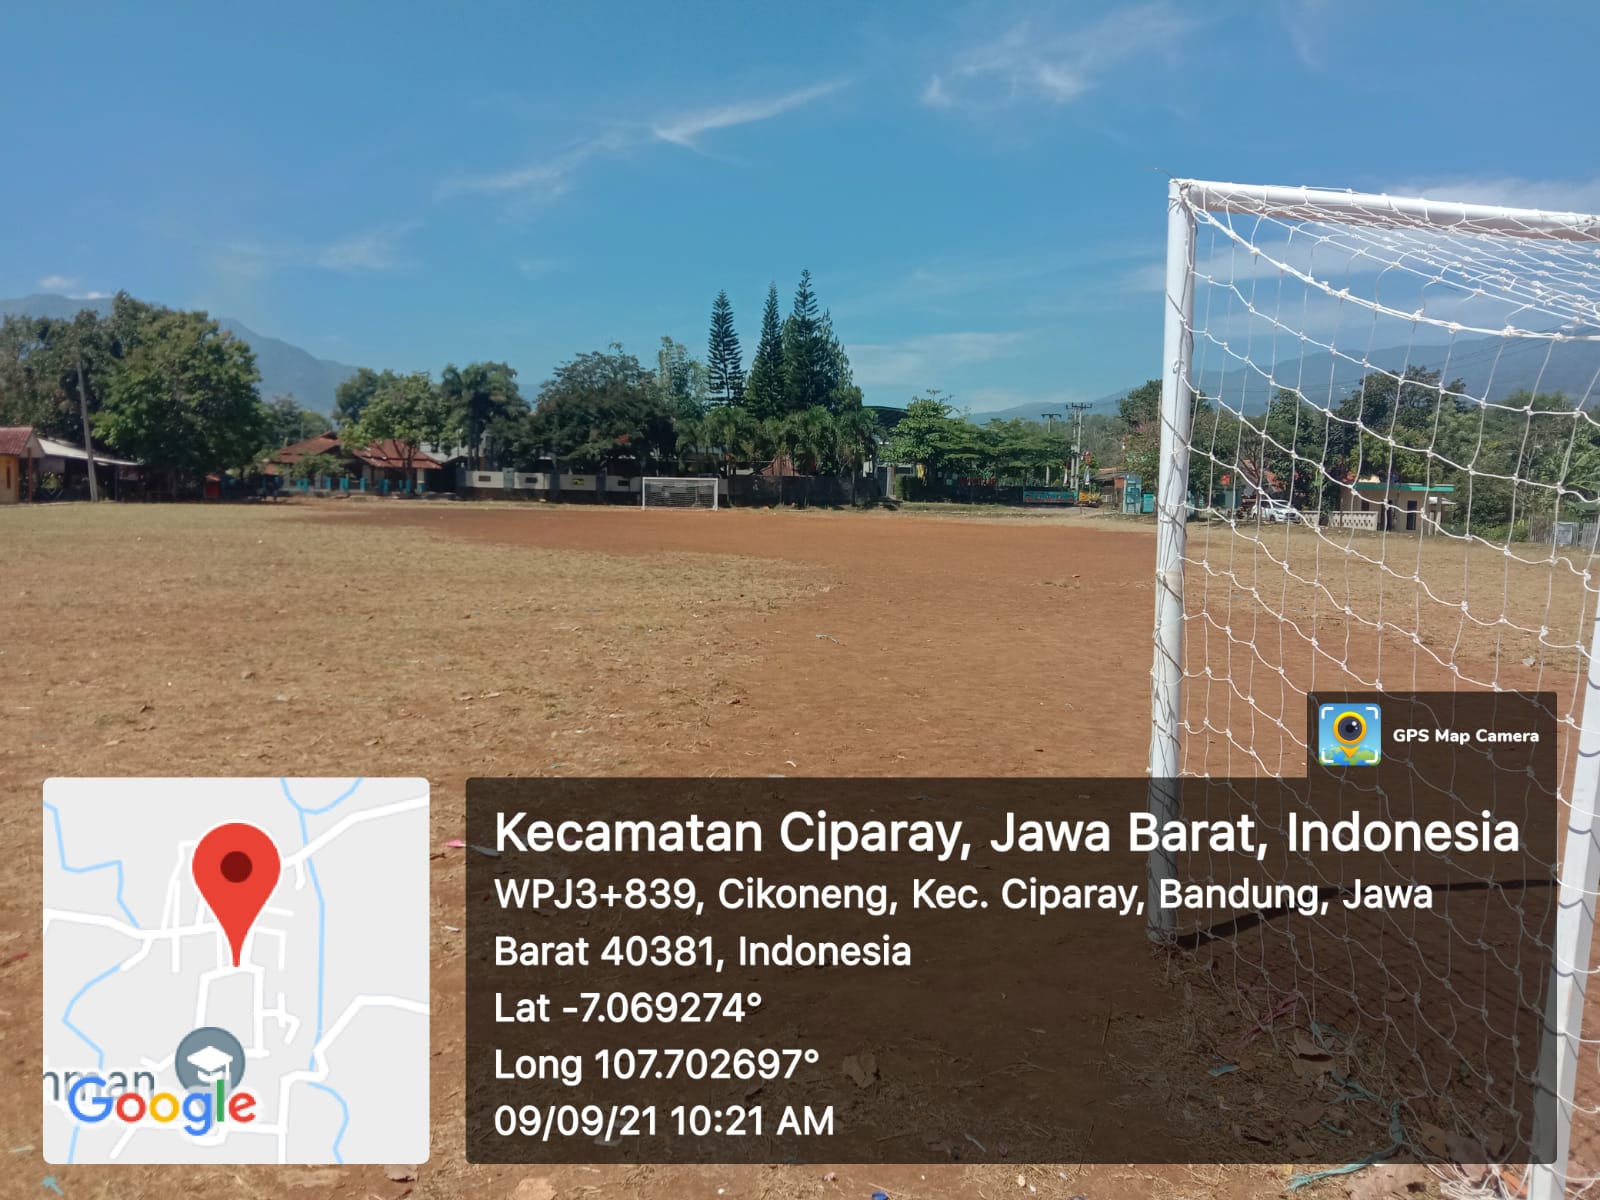 GPS Map Camera
Kecamatan Ciparay, Jawa Barat, Indonesia
WPJ3+839, Cikoneng, Kec. Ciparay, Bandung, Jawa
Barat 40381, Indonesia
Lat -7.069274°
Long 107.702697°
09/09/21 10:21 AM
Google